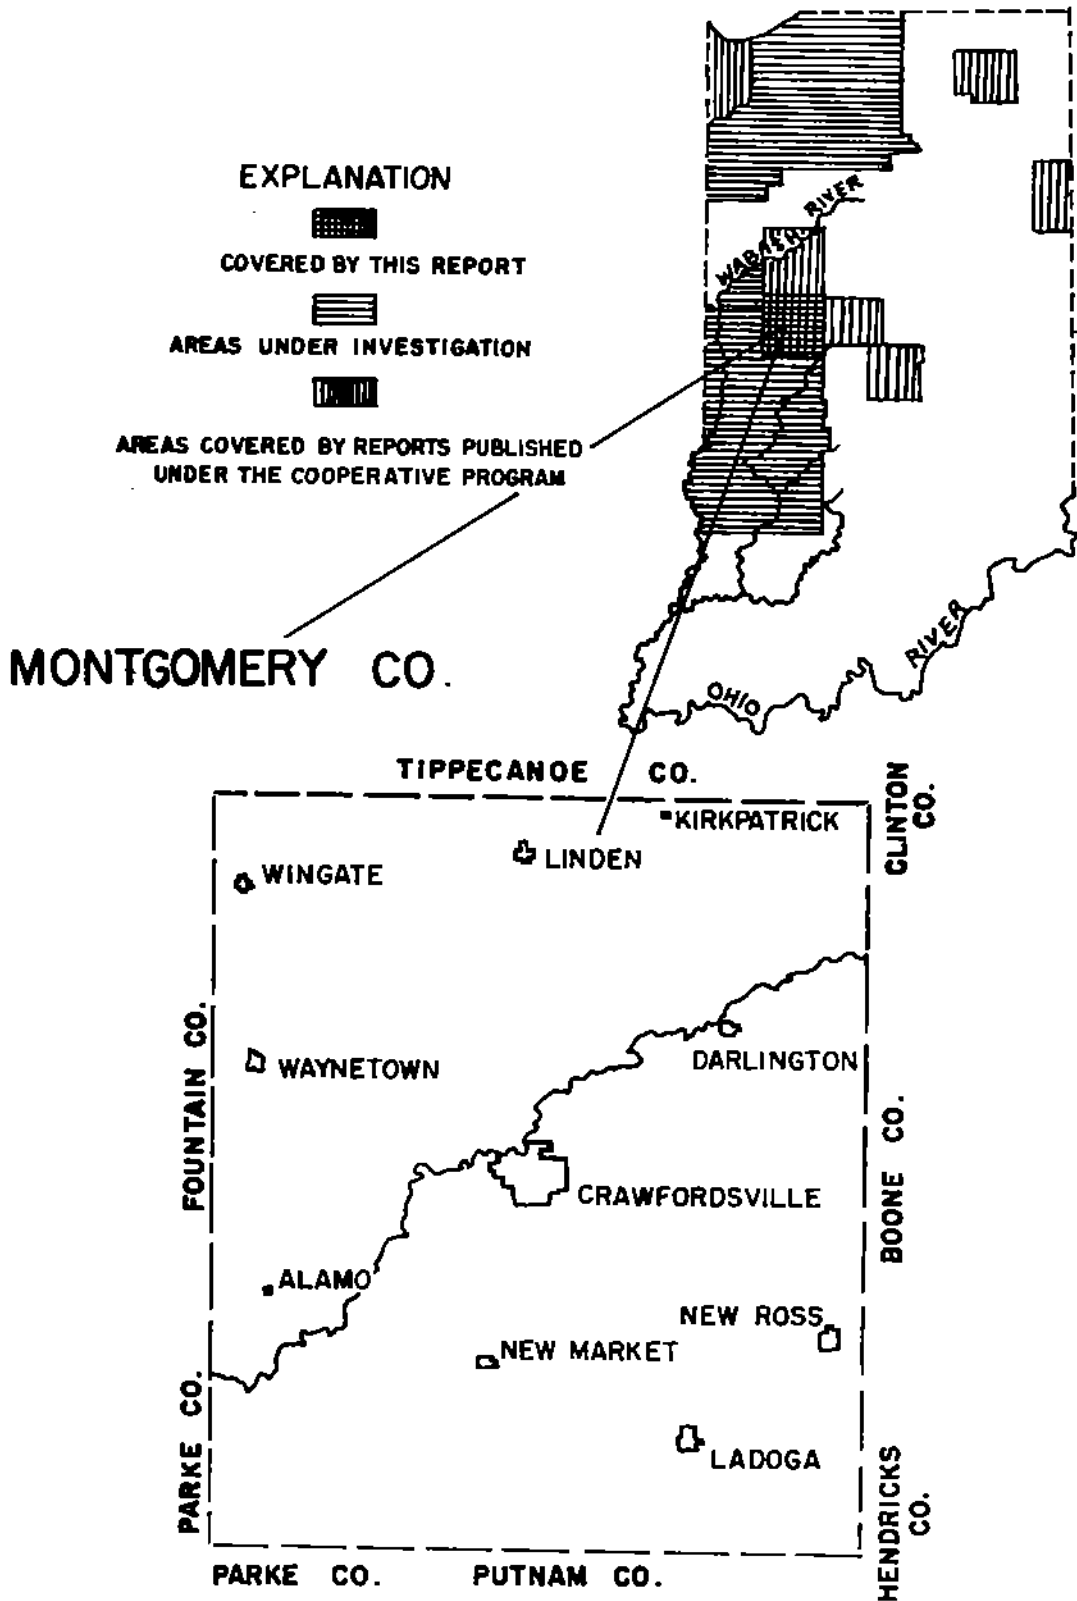 EXPLANATION
COVERED BY THIS REPORT
AREAS UNDER INVESTIGATION
AREAS COVERED BY REPORTS PUBLISHED
UNDER THE COOPERATIVE PROGRAM
WABASH RIVER
OHIO RIVER
MONTGOMERY CO.
TIPPECANOE CO.
CLINTON
CO.
KIRKPATRICK
LINDEN
WINGATE
FOUNTAIN CO.
WAYNETOWN
DARLINGTON
BOONE CO.
CRAWFORDSVILLE
ALAMO
NEW ROSS
NEW MARKET
PARKE CO.
LADOGA
HENDRICKS
CO.
PARKE CO.
PUTNAM CO.